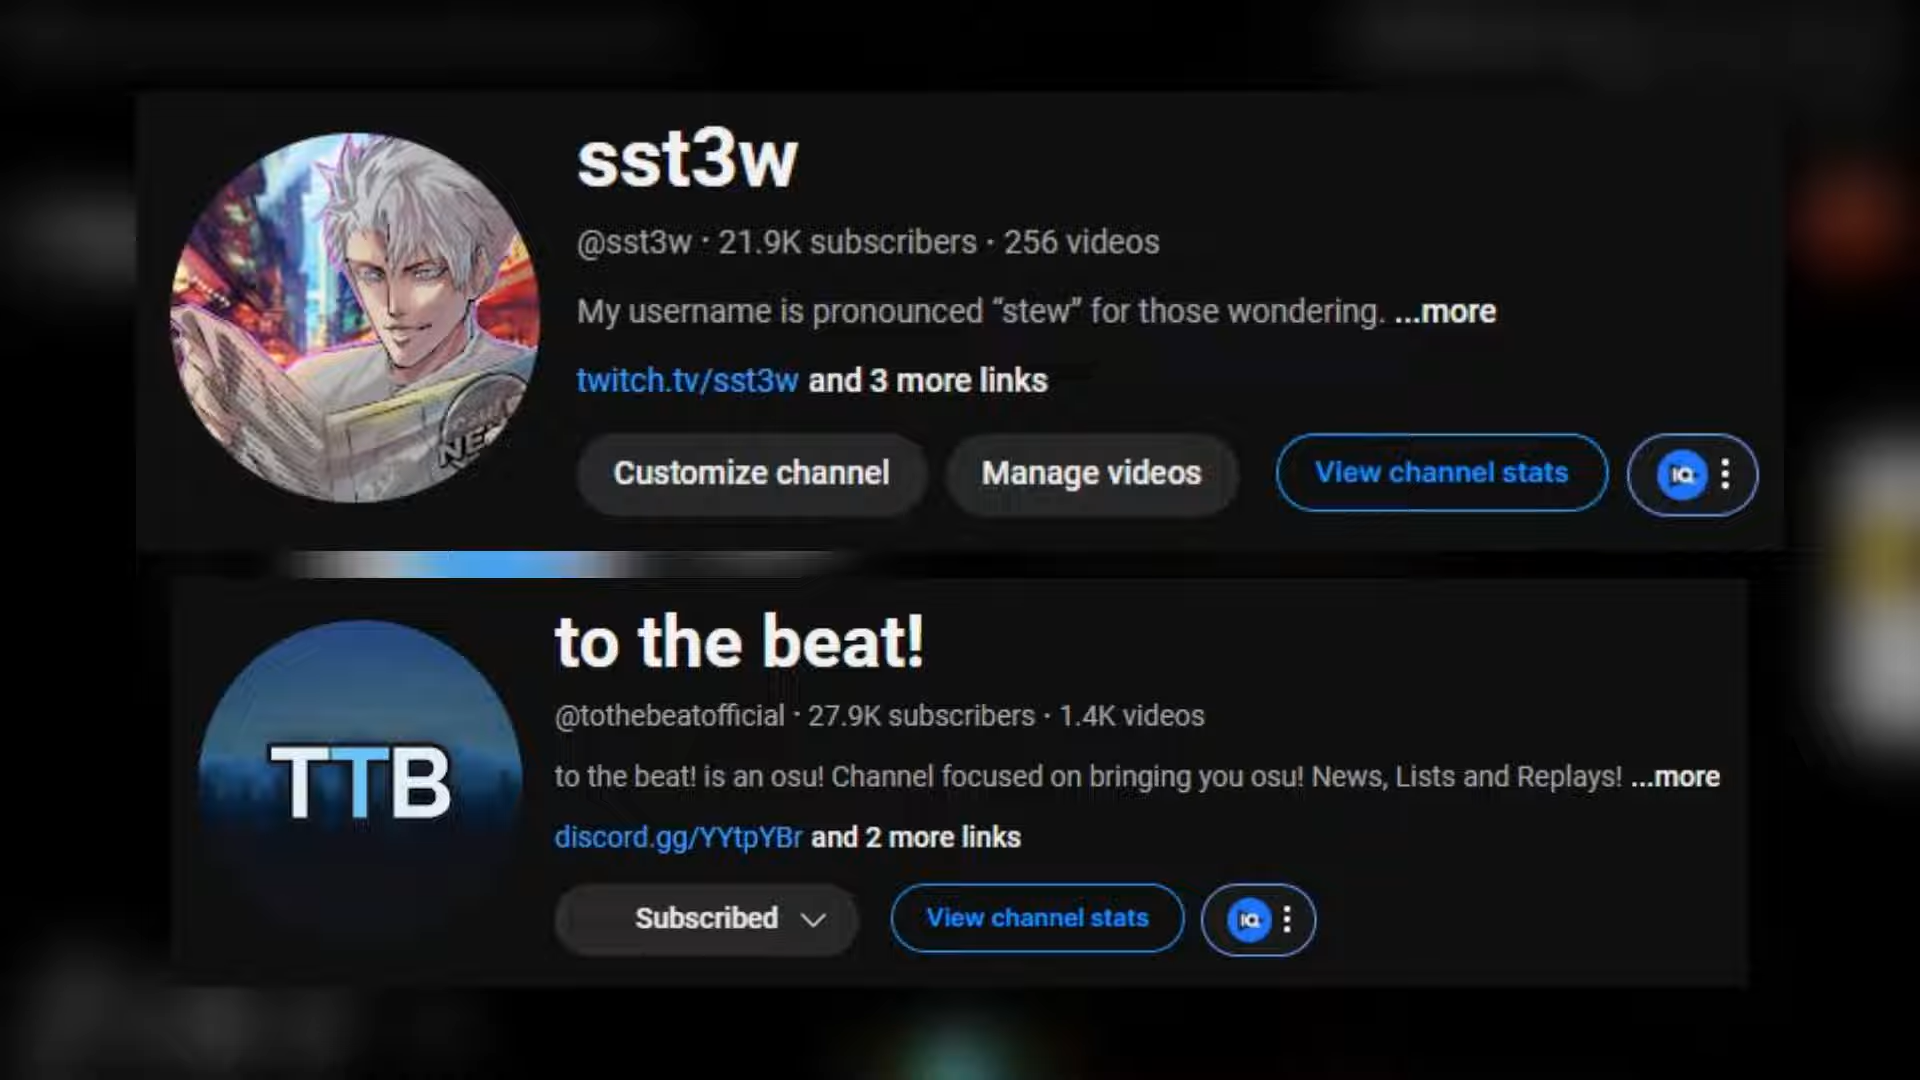 sst3w
@sst3w · 21.9K subscribers · 256 videos
My username is pronounced “stew” for those wondering. ...more
twitch.tv/sst3w and 3 more links
Customize channel Manage videos View channel stats IQ
NEW
to the beat!
@tothebeatofficial · 27.9K subscribers · 1.4K videos
TTB
to the beat! is an osu! Channel focused on bringing you osu! News, Lists and Replays! ...more
discord.gg/YYtpYBr and 2 more links
Subscribed View channel stats IQ